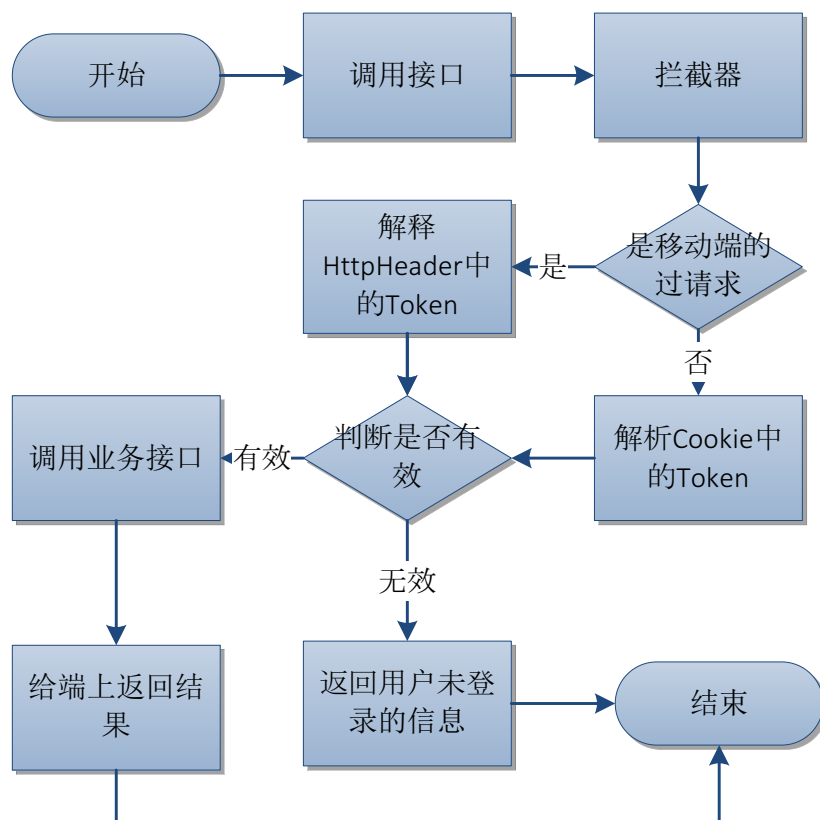 开始
调用接口
拦截器
是移动端的
过请求
是
解释
HttpHeader中
的Token
否
解析Cookie中
的Token
判断是否有
效
有效
调用业务接口
无效
给端上返回结
果
返回用户未登
录的信息
结束